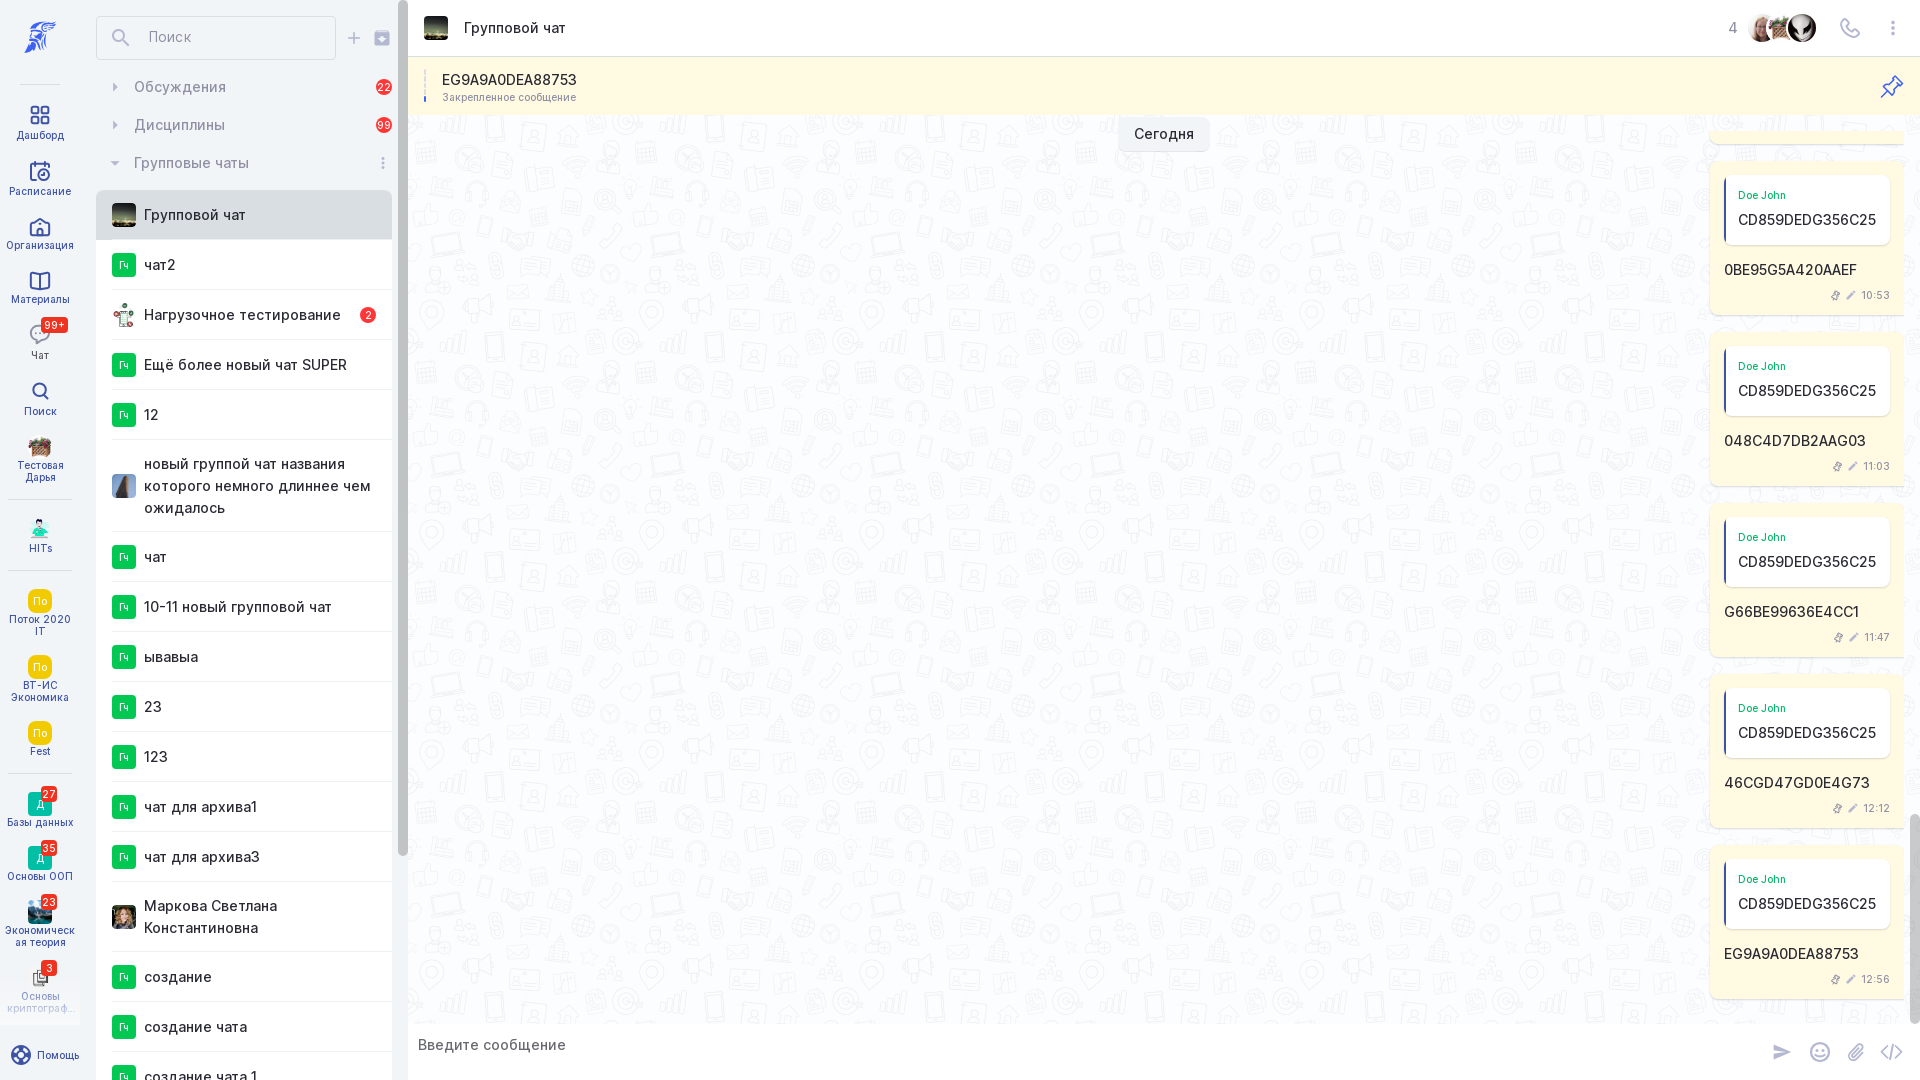 Дашборд
Расписание
Организация
Материалы
99+
Чат
Поиск
Тестовая
Дарья
HITs
По
Поток 2020
IT
По
ВТ-ИС
Экономика
По
Fest
27
Д
Базы данных
35
Д
Основы ООП
23
Экономическ
ая теория
3
Основы
криптограф...
Помощь
Поиск
Обсуждения
22
Дисциплины
99
Групповые чаты
Групповой чат
Гч
чат2
Нагрузочное тестирование
2
Гч
Ещё более новый чат SUPER
Гч
12
новый группой чат названия
которого немного длиннее чем
ожидалось
Гч
чат
Гч
10-11 новый групповой чат
Гч
ывавыа
Гч
23
Гч
123
Гч
чат для архива1
Гч
чат для архива3
Маркова Светлана
Константиновна
Гч
создание
Гч
создание чата
Гч
создание чата 1
Групповой чат
4
EG9A9A0DEA88753
Закрепленное сообщение
Сегодня
Doe John
CD859DEDG356C25
0BE95G5A420AAEF
10:53
Doe John
CD859DEDG356C25
048C4D7DB2AAG03
11:03
Doe John
CD859DEDG356C25
G66BE99636E4CC1
11:47
Doe John
CD859DEDG356C25
46CGD47GD0E4G73
12:12
Doe John
CD859DEDG356C25
EG9A9A0DEA88753
12:56
Введите сообщение